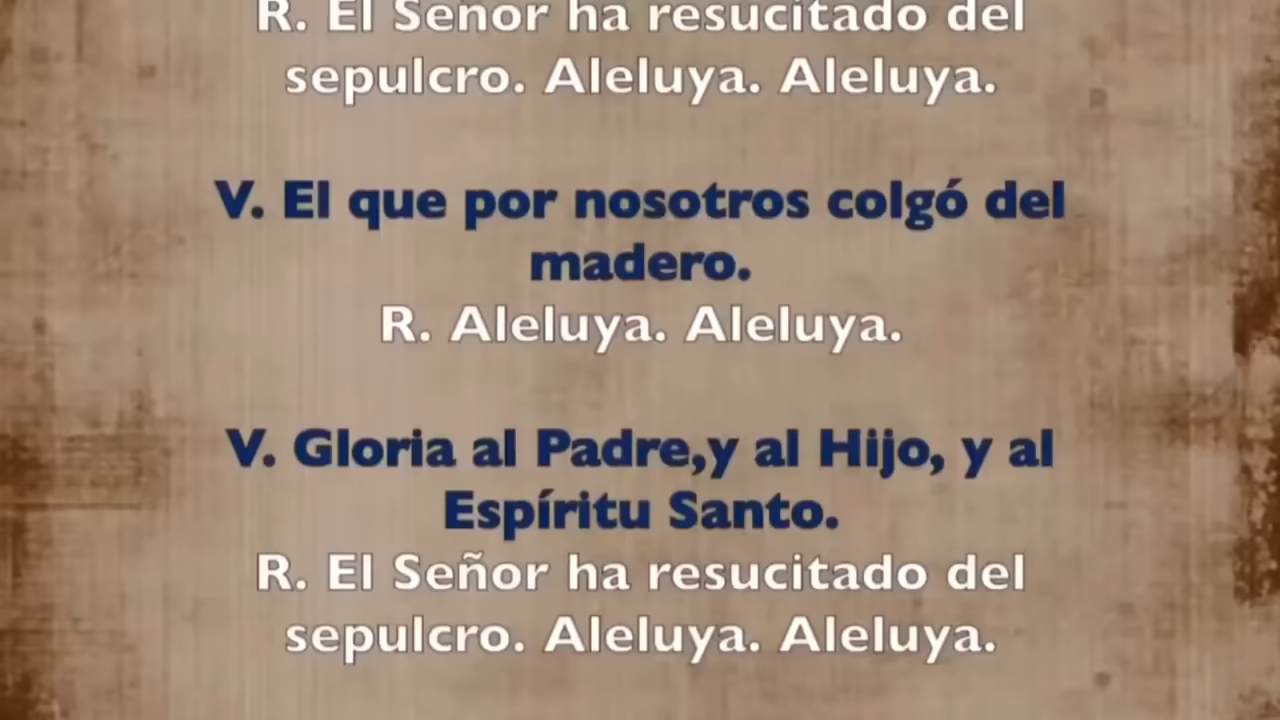 R. El Señor ha resucitado del
sepulcro. Aleluya. Aleluya.
V. El que por nosotros colgó del
madero.
R. Aleluya. Aleluya.
V. Gloria al Padre,y al Hijo, y al
Espíritu Santo.
R. El Señor ha resucitado del
sepulcro. Aleluya. Aleluya.